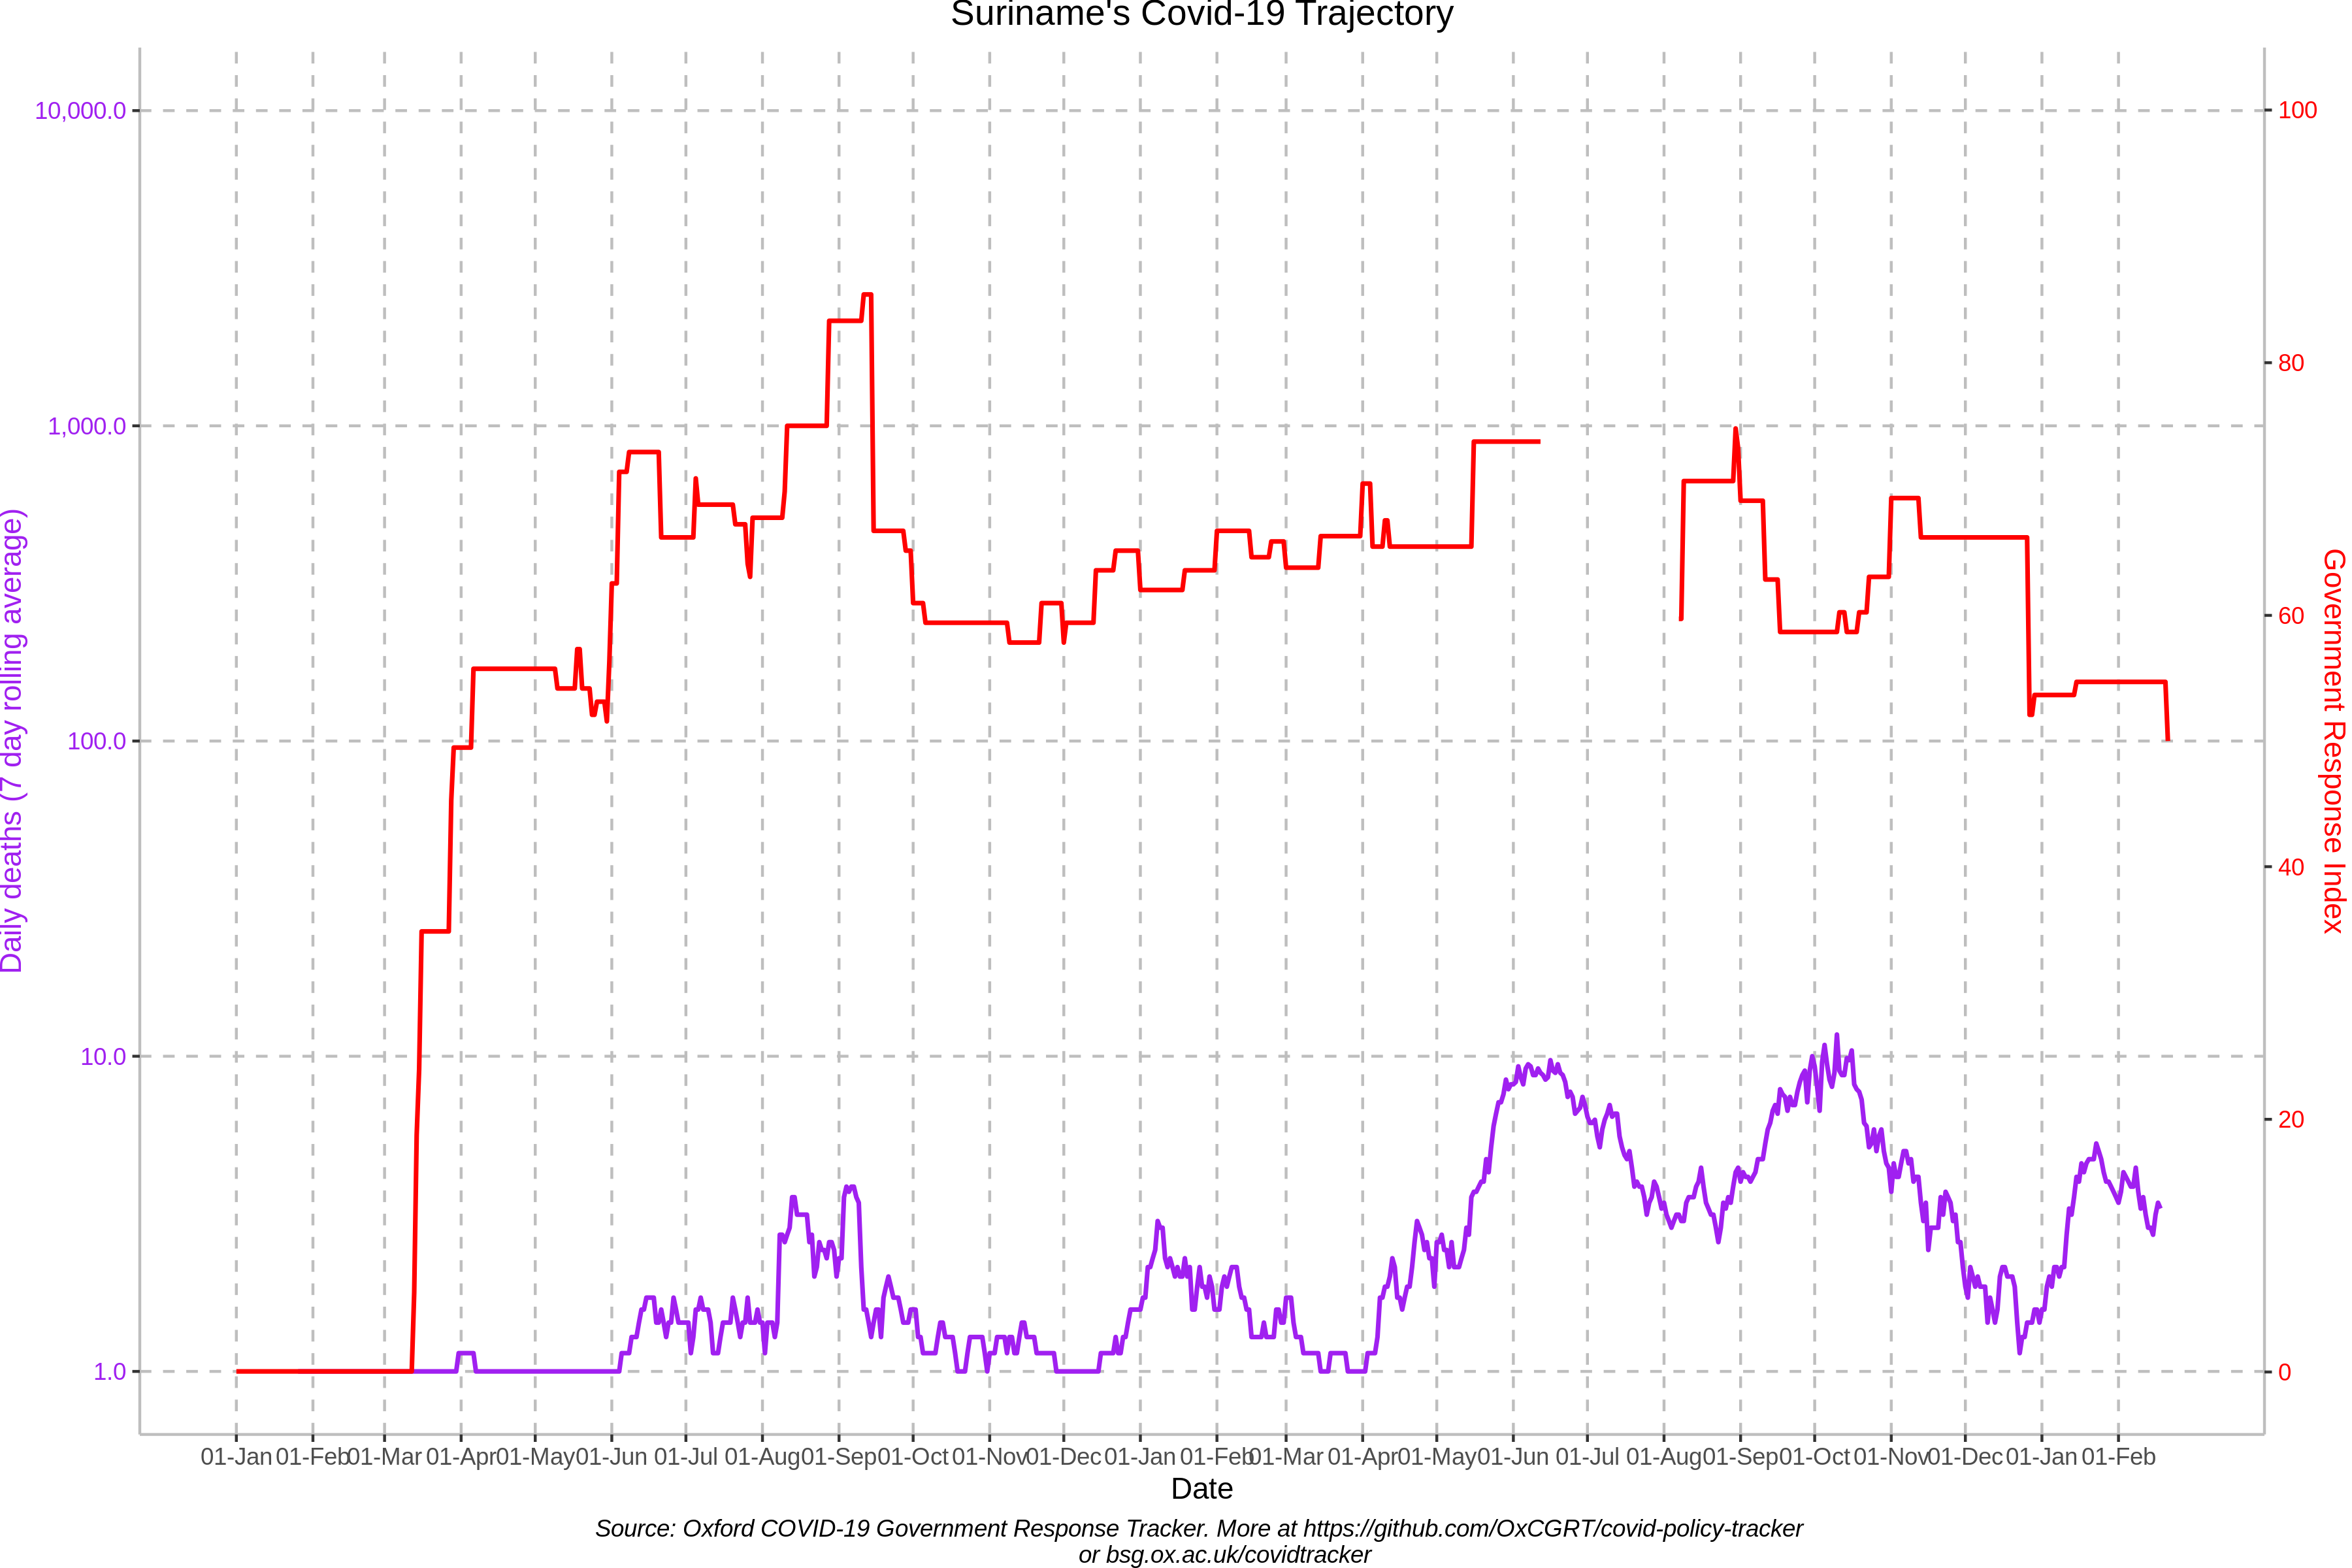 Suriname's Covid-19 Trajectory
10,000.0
1,000.0
100.0
10.0
1.0
Daily deaths (7 day rolling average)
100
80
60
40
20
0
Government Response Index
01-Jan 01-Feb 01-Mar 01-Apr 01-May 01-Jun 01-Jul 01-Aug 01-Sep 01-Oct 01-Nov 01-Dec 01-Jan 01-Feb 01-Mar 01-Apr 01-May 01-Jun 01-Jul 01-Aug 01-Sep 01-Oct 01-Nov 01-Dec 01-Jan 01-Feb
Date
Source: Oxford COVID-19 Government Response Tracker. More at https://github.com/OxCGRT/covid-policy-tracker
or bsg.ox.ac.uk/covidtracker